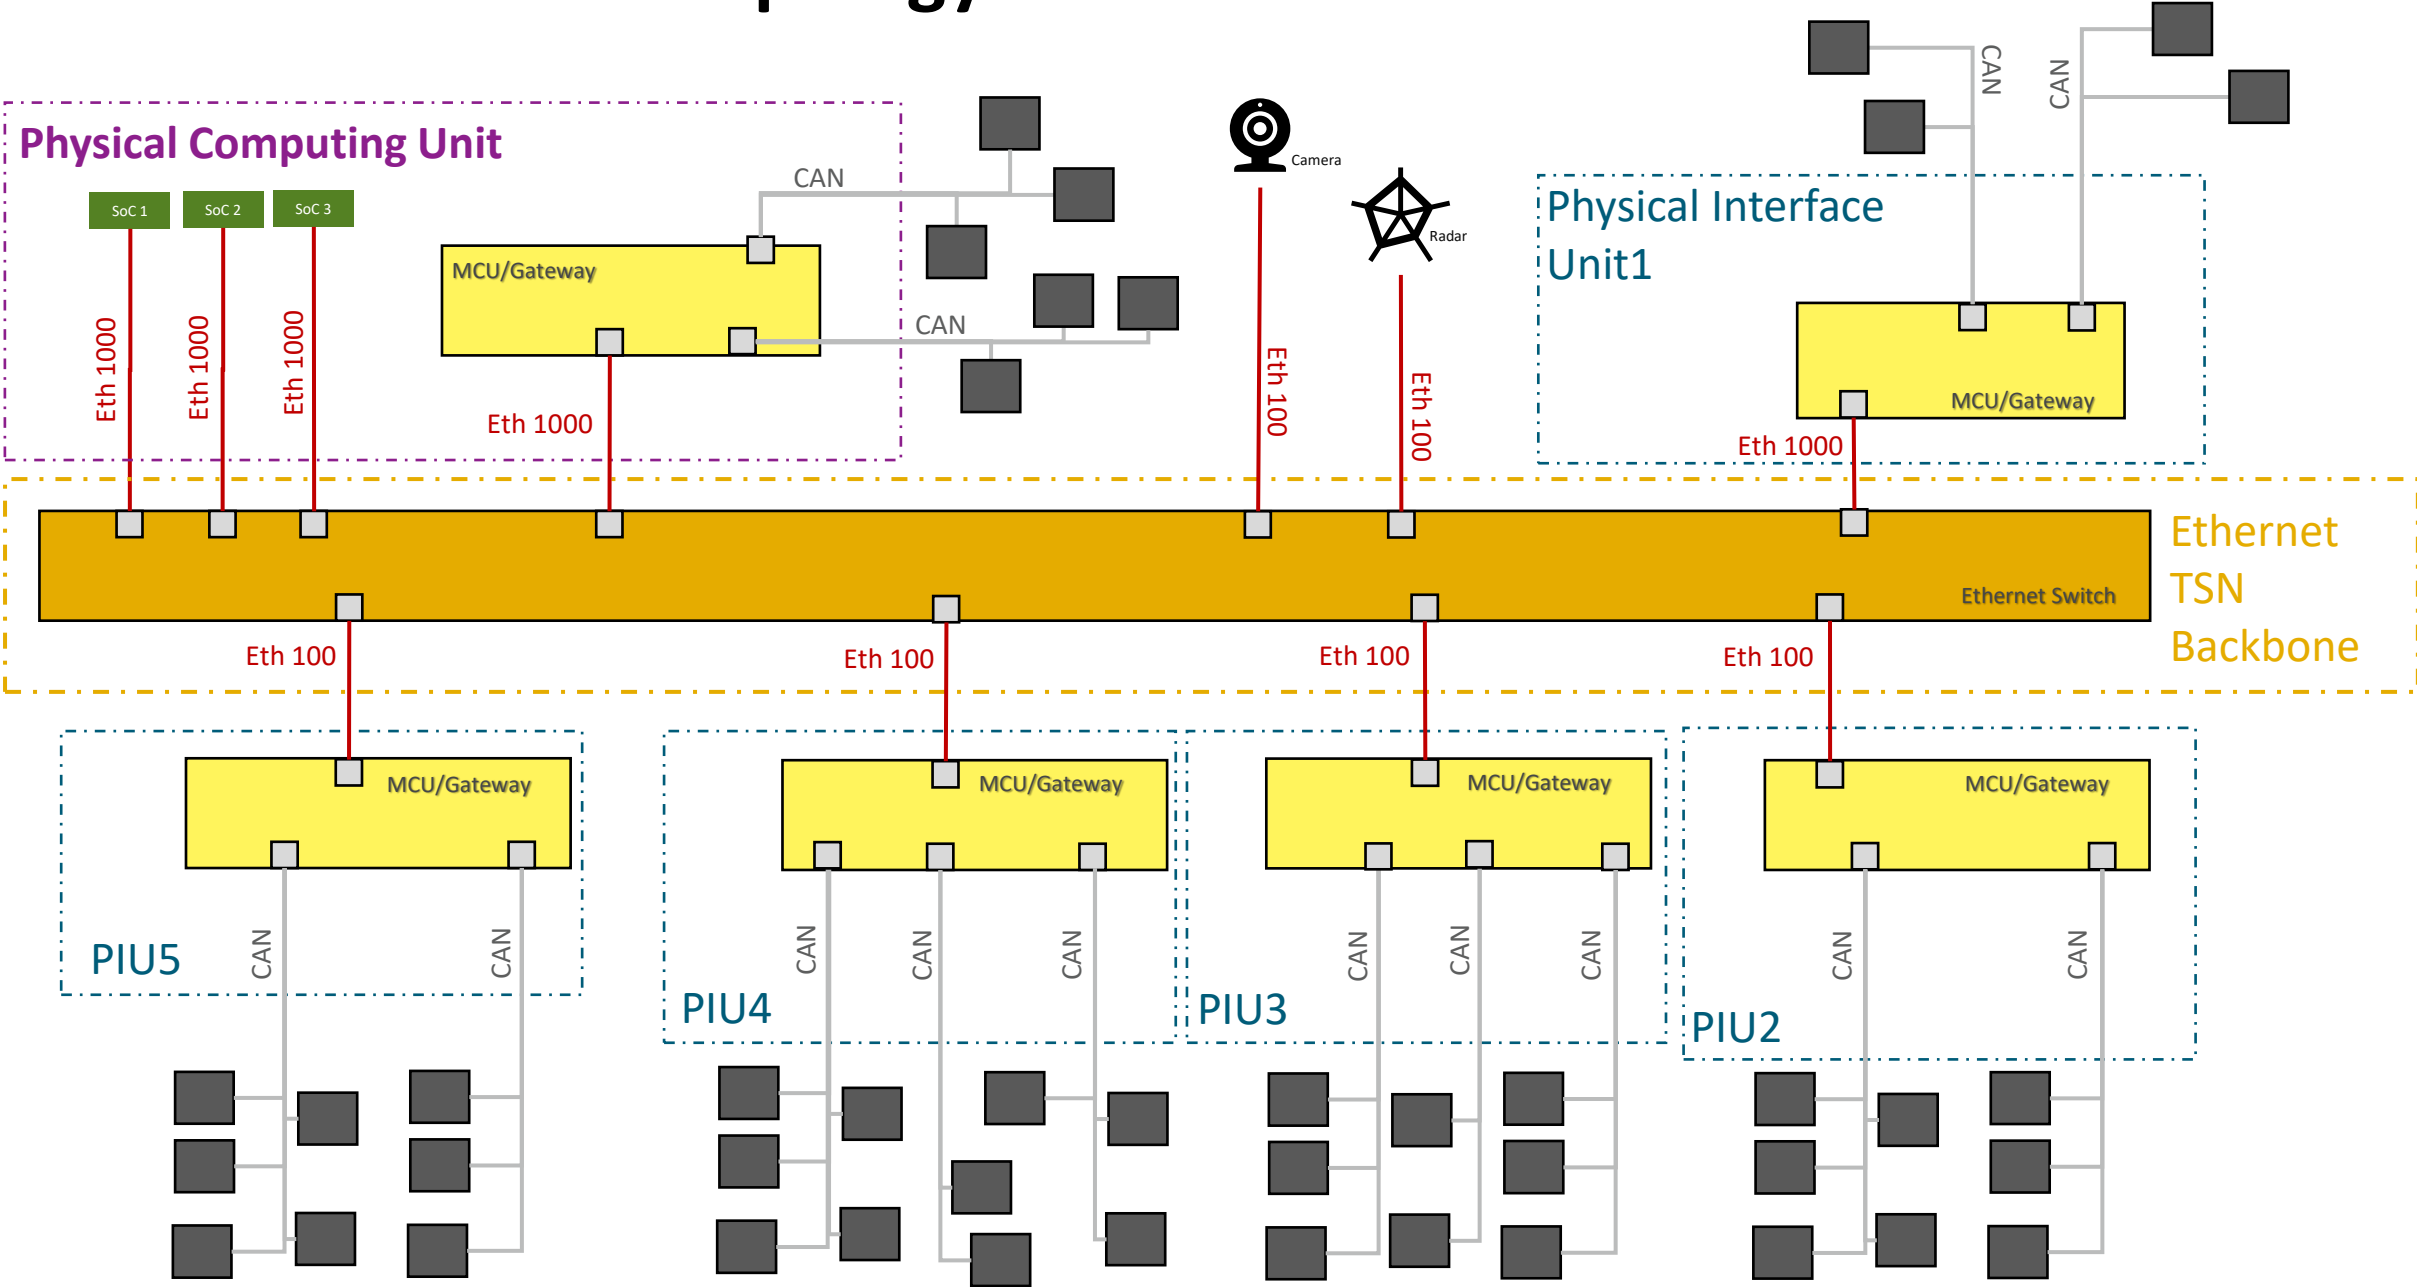 CAN
CAN
Physical Computing Unit
Camera
CAN
Physical Interface
Unit1
SoC 1
SoC 2
SoC 3
Radar
MCU/Gateway
CAN
Eth 1000
Eth 1000
Eth 1000
Eth 1000
Eth 100
Eth 100
MCU/Gateway
Eth 1000
Ethernet
TSN
Backbone
Ethernet Switch
Eth 100
Eth 100
Eth 100
Eth 100
MCU/Gateway
MCU/Gateway
MCU/Gateway
MCU/Gateway
CAN
CAN
CAN
CAN
CAN
CAN
CAN
CAN
CAN
CAN
PIU5
PIU4
PIU3
PIU2